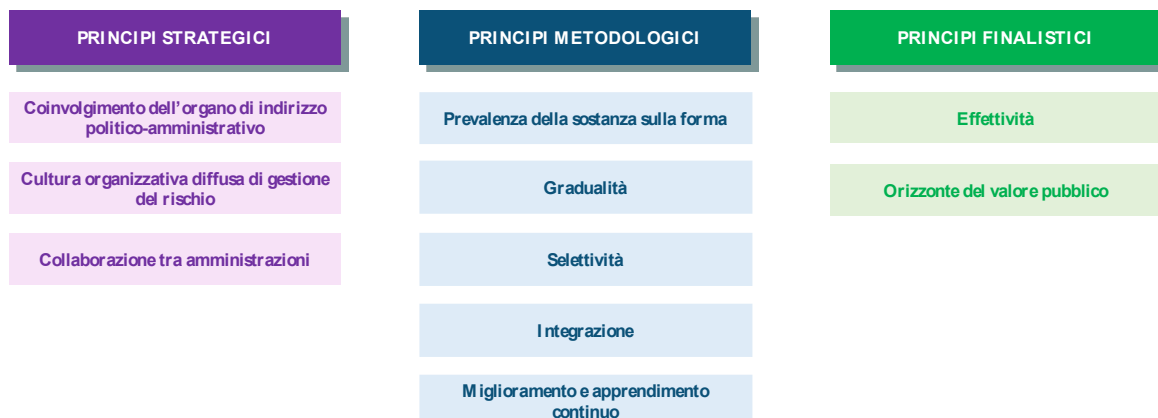 PRINCIPI STRATEGICI
Coinvolgimento dell'organo di indirizzo
politico-amministrativo
Cultura organizzativa diffusa di gestione
del rischio
Collaborazione tra amministrazioni
PRINCIPI METODOLOGICI
Prevalenza della sostanza sulla forma
Gradualità
Selettività
Integrazione
Miglioramento e apprendimento
continuo
PRINCIPI FINALISTICI
Effettività
Orizzonte del valore pubblico